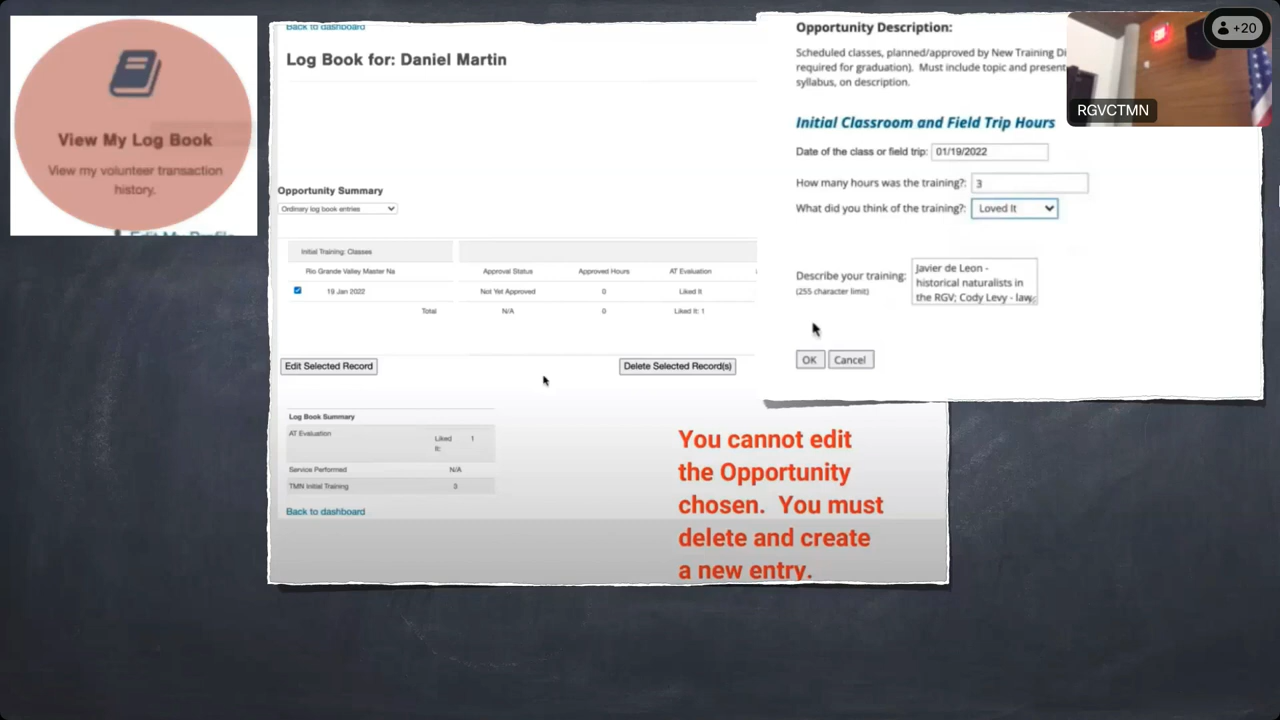 View My Log Book
View my volunteer transaction
history.
Back to dashboard
Log Book for: Daniel Martin
Opportunity Summary
Ordinary log book entries
Initial Training: Classes
Rio Grande Valley Master Na
Approval Status
Approved Hours
AT Evaluation
19 Jan 2022
Not Yet Approved
0
Liked It
Total
N/A
0
Liked It: 1
Edit Selected Record
Delete Selected Record(s)
Log Book Summary
AT Evaluation
Liked
It:
1
Service Performed
N/A
TMN Initial Training
3
Back to dashboard
You cannot edit
the Opportunity
chosen. You must
delete and create
a new entry.
Opportunity Description:
Scheduled classes, planned/approved by New Training Di
required for graduation). Must include topic and present
syllabus, on description.
Initial Classroom and Field Trip Hours
Date of the class or field trip: 01/19/2022
How many hours was the training?: 3
What did you think of the training?: Loved It
Describe your training:
(255 character limit)
Javier de Leon -
historical naturalists in
the RGV; Cody Levy - law,
OK
Cancel
RGVCTMN
+20